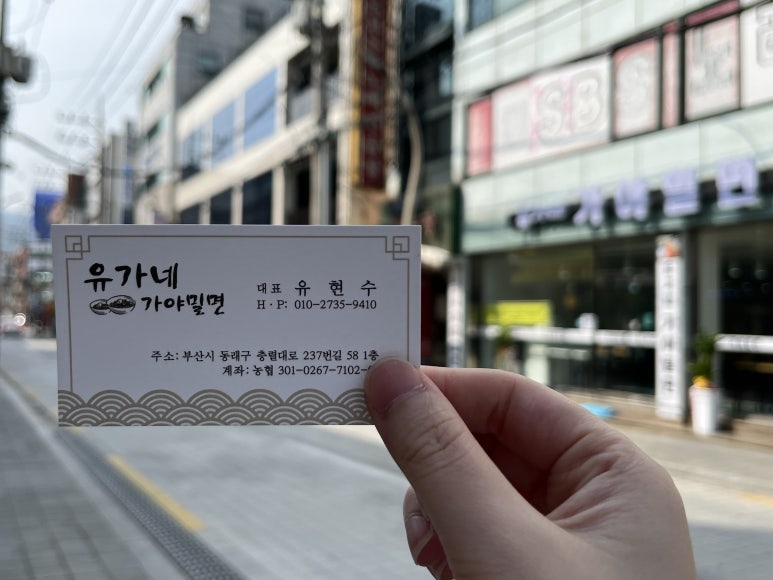 유가네
가야밀면
대표 유 현 수
H·P: 010-2735-9410
주소: 부산시 동래구 충렬대로 237번길 58 1층
계좌: 농협 301-0267-7102-
가야밀면